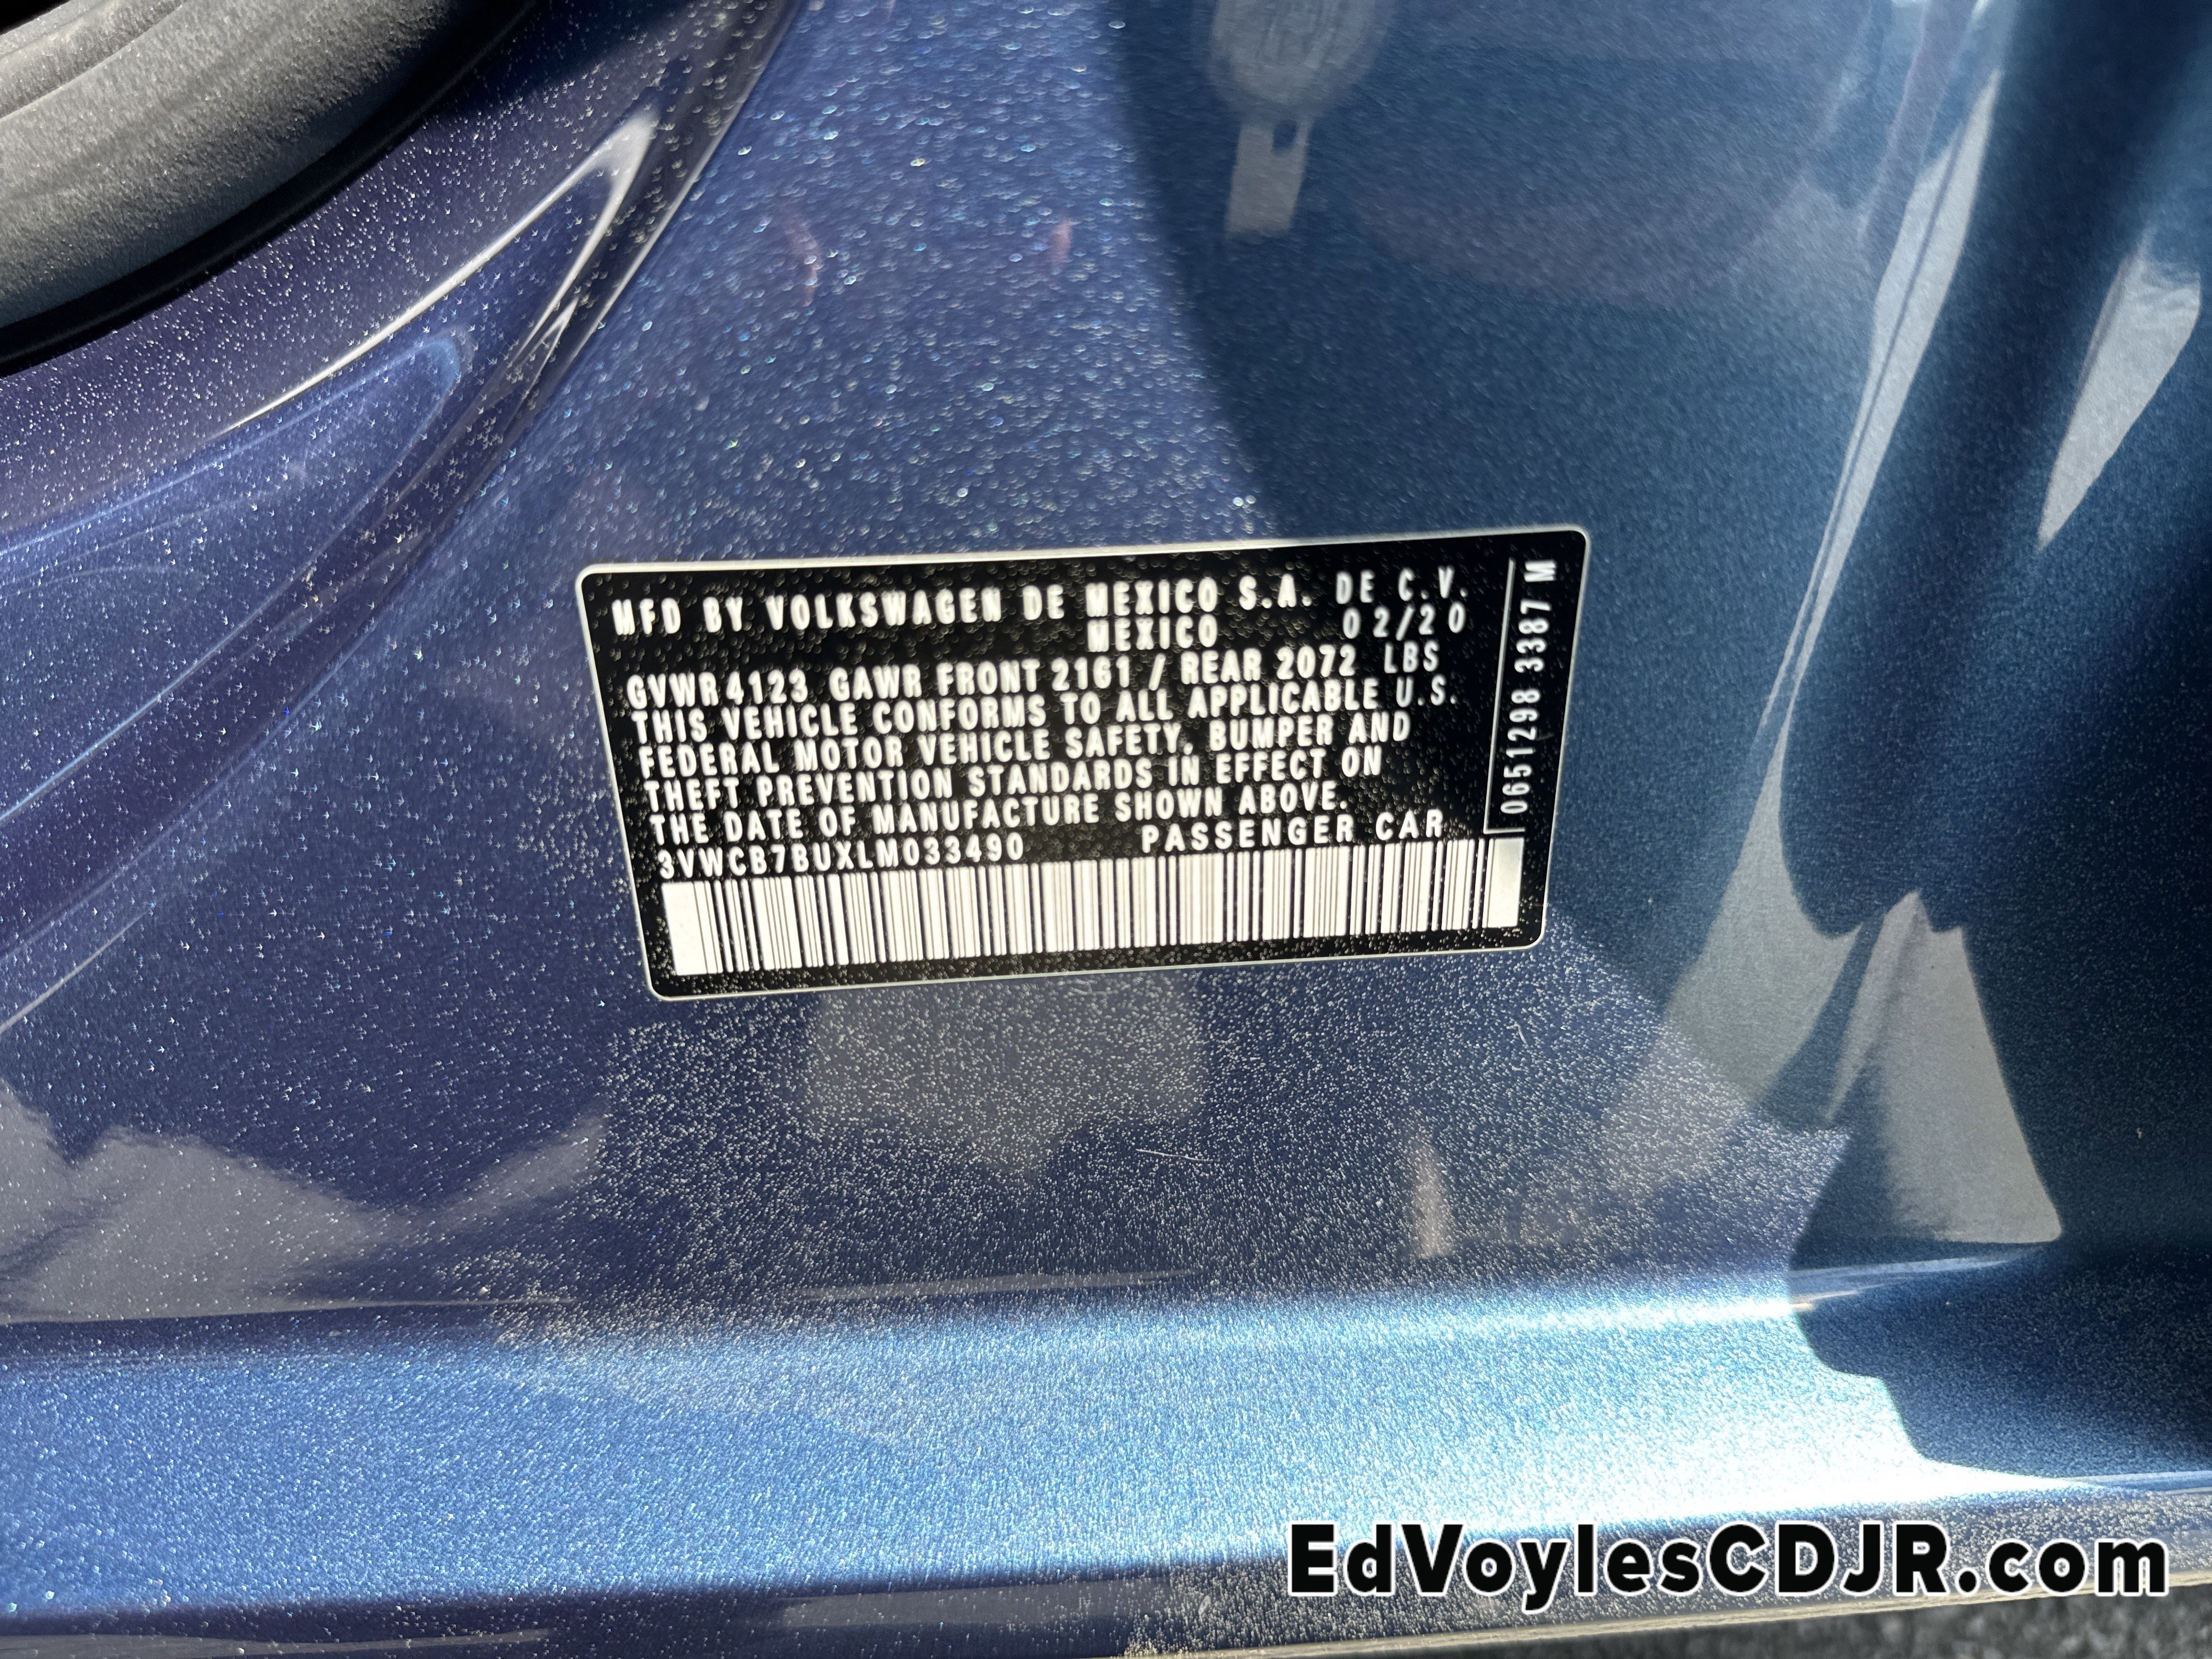 MFD BY VOLKSWAGEN DE MEXICO S.A. DE C.V.
MEXICO 02/20
GVWR 4123 GAWR FRONT 2161 / REAR 2072 LBS
THIS VEHICLE CONFORMS TO ALL APPLICABLE U.S.
FEDERAL MOTOR VEHICLE SAFETY, BUMPER AND
THEFT PREVENTION STANDARDS IN EFFECT ON
THE DATE OF MANUFACTURE SHOWN ABOVE.
3VWCB7BUXLM033490 PASSENGER CAR
0651298 3387 M
EdVoylesCDJR.com